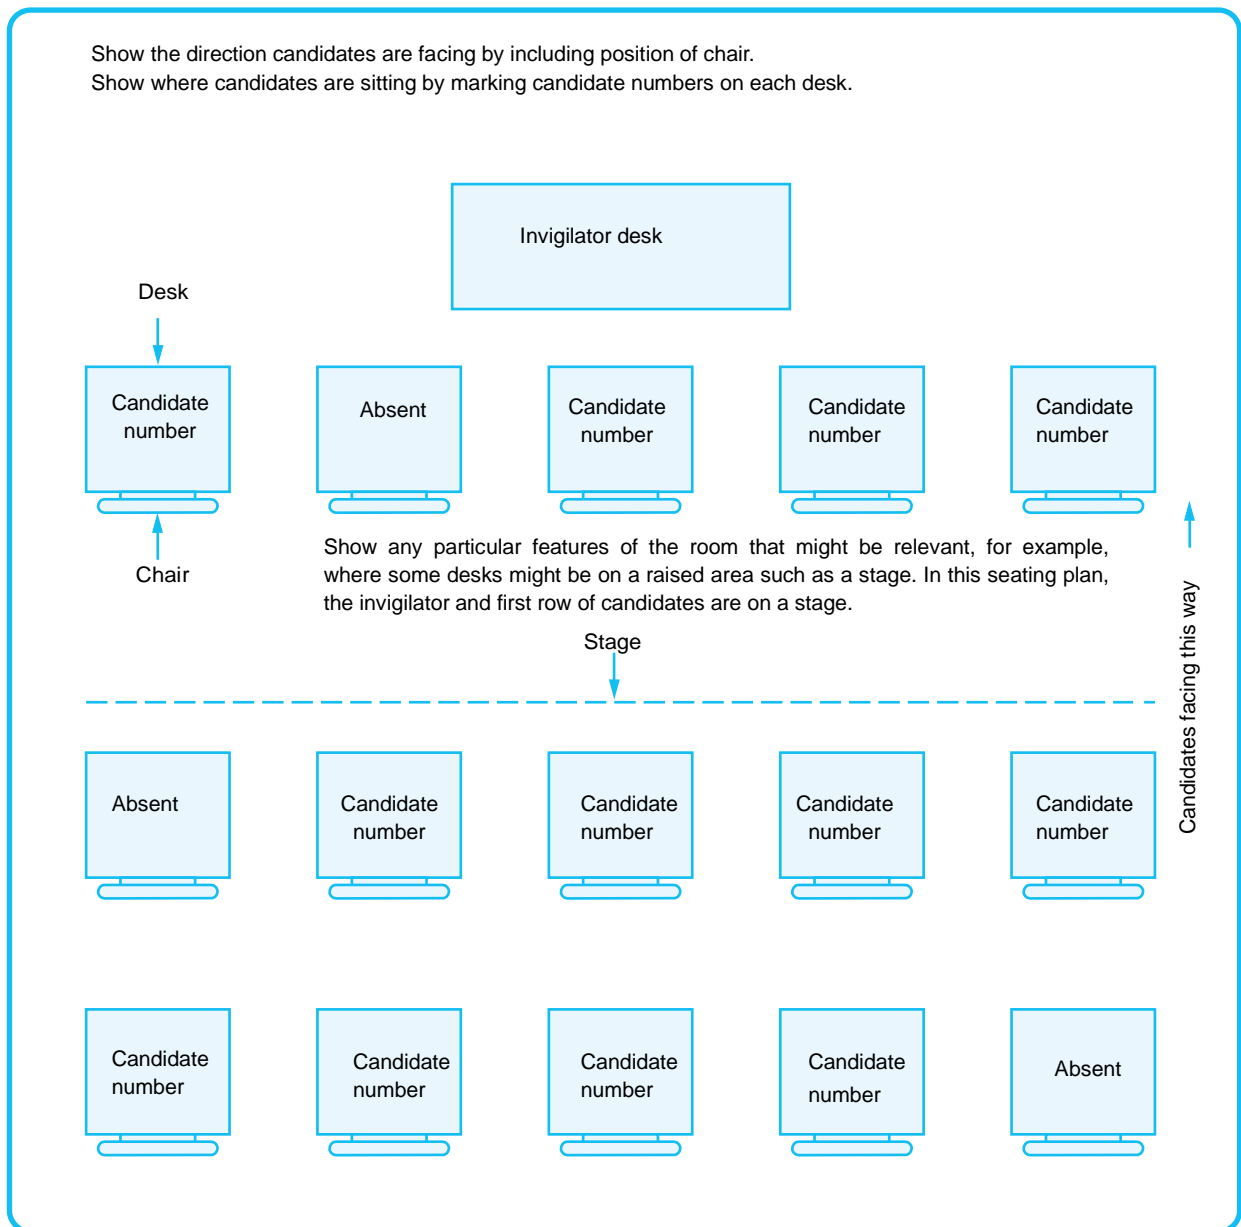 Show the direction candidates are facing by including position of chair.
Show where candidates are sitting by marking candidate numbers on each desk.
Invigilator desk
Desk
Candidate
number
Absent
Candidate
number
Candidate
number
Candidate
number
Chair
Show any particular features of the room that might be relevant, for example,
where some desks might be on a raised area such as a stage. In this seating plan,
the invigilator and first row of candidates are on a stage.
Stage
Candidates facing this way
Absent
Candidate
number
Candidate
number
Candidate
number
Candidate
number
Candidate
number
Candidate
number
Candidate
number
Candidate
number
Absent